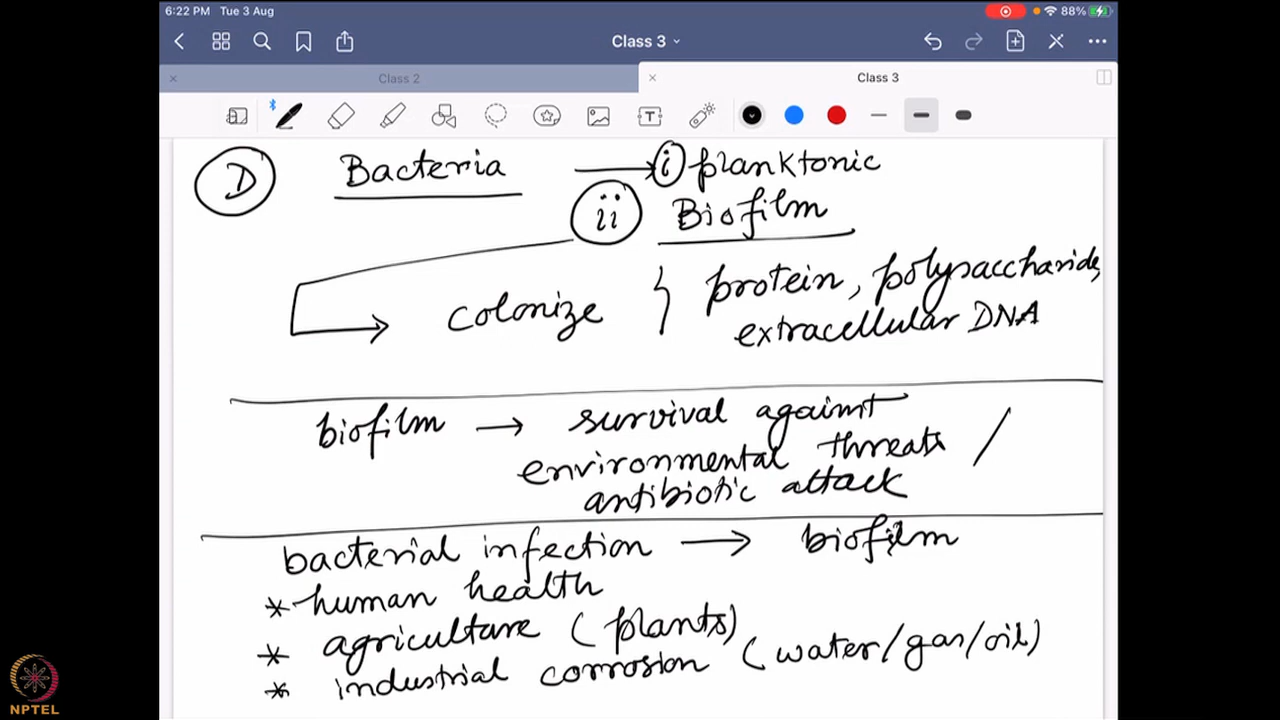 6:22 PM Tue 3 Aug
88%
Class 3
Class 2
Class 3
D Bacteria → i planktonic
ii Biofilm
colonize } protein, polysaccharide,
extracellular DNA
biofilm → survival against
environmental threats /
antibiotic attack
bacterial infection → biofilm
* human health
* agriculture (plants)
* industrial corrosion (water/gas/oil)
NPTEL